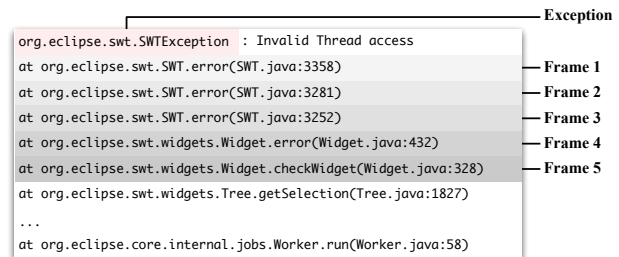 Exception
org.eclipse.swt.SWTException : Invalid Thread access
at org.eclipse.swt.SWT.error(SWT.java:3358) Frame 1
at org.eclipse.swt.SWT.error(SWT.java:3281) Frame 2
at org.eclipse.swt.SWT.error(SWT.java:3252) Frame 3
at org.eclipse.swt.widgets.Widget.error(Widget.java:432) Frame 4
at org.eclipse.swt.widgets.Widget.checkWidget(Widget.java:328) Frame 5
at org.eclipse.swt.widgets.Tree.getSelection(Tree.java:1827)
...
at org.eclipse.core.internal.jobs.Worker.run(Worker.java:58)